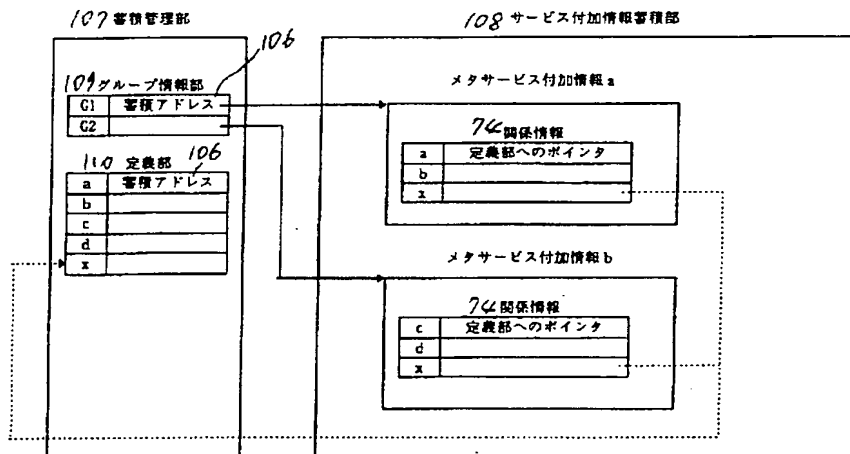 107 蓄積管理部
108 サービス付加情報蓄積部
106
109 グループ情報部
G1 蓄積アドレス
G2
110 定義部
106
a 蓄積アドレス
b
c
d
x
メタサービス付加情報a
74 関係情報
a 定義部へのポインタ
b
x
メタサービス付加情報b
74 関係情報
c 定義部へのポインタ
d
x